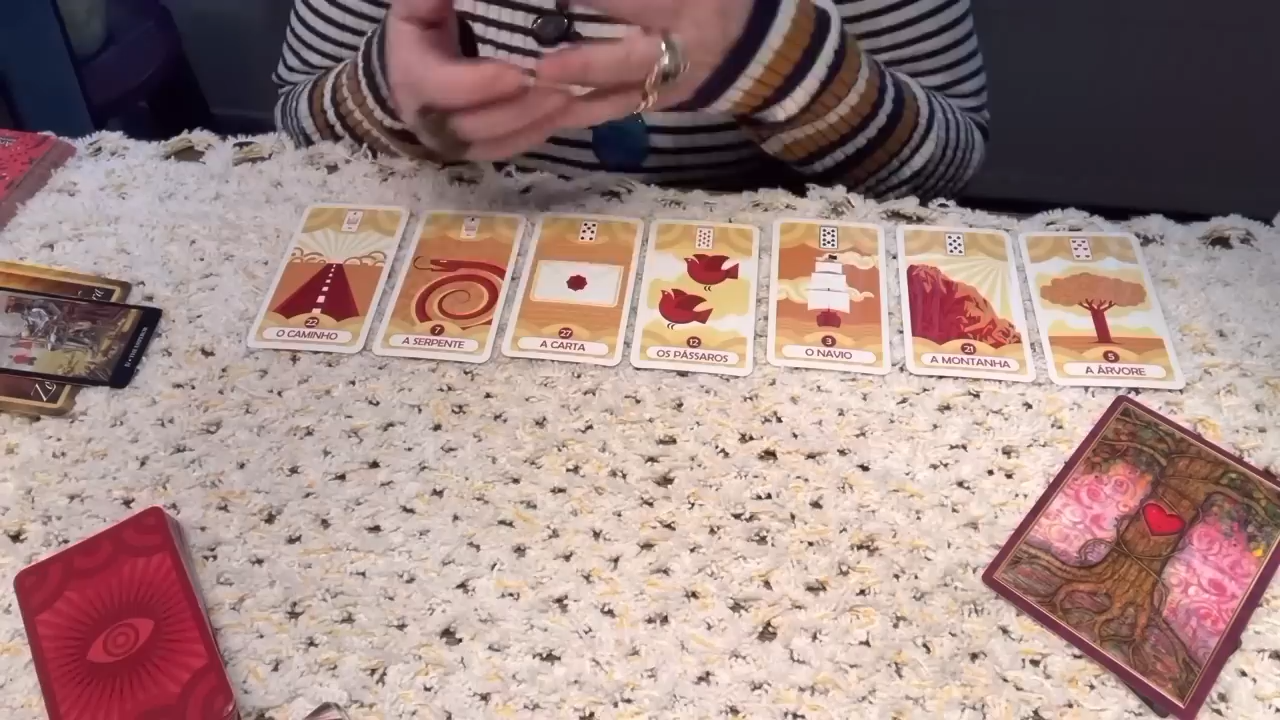 22
O CAMINHO
7
A SERPENTE
27
A CARTA
12
OS PÁSSAROS
3
O NAVIO
21
A MONTANHA
5
A ÁRVORE